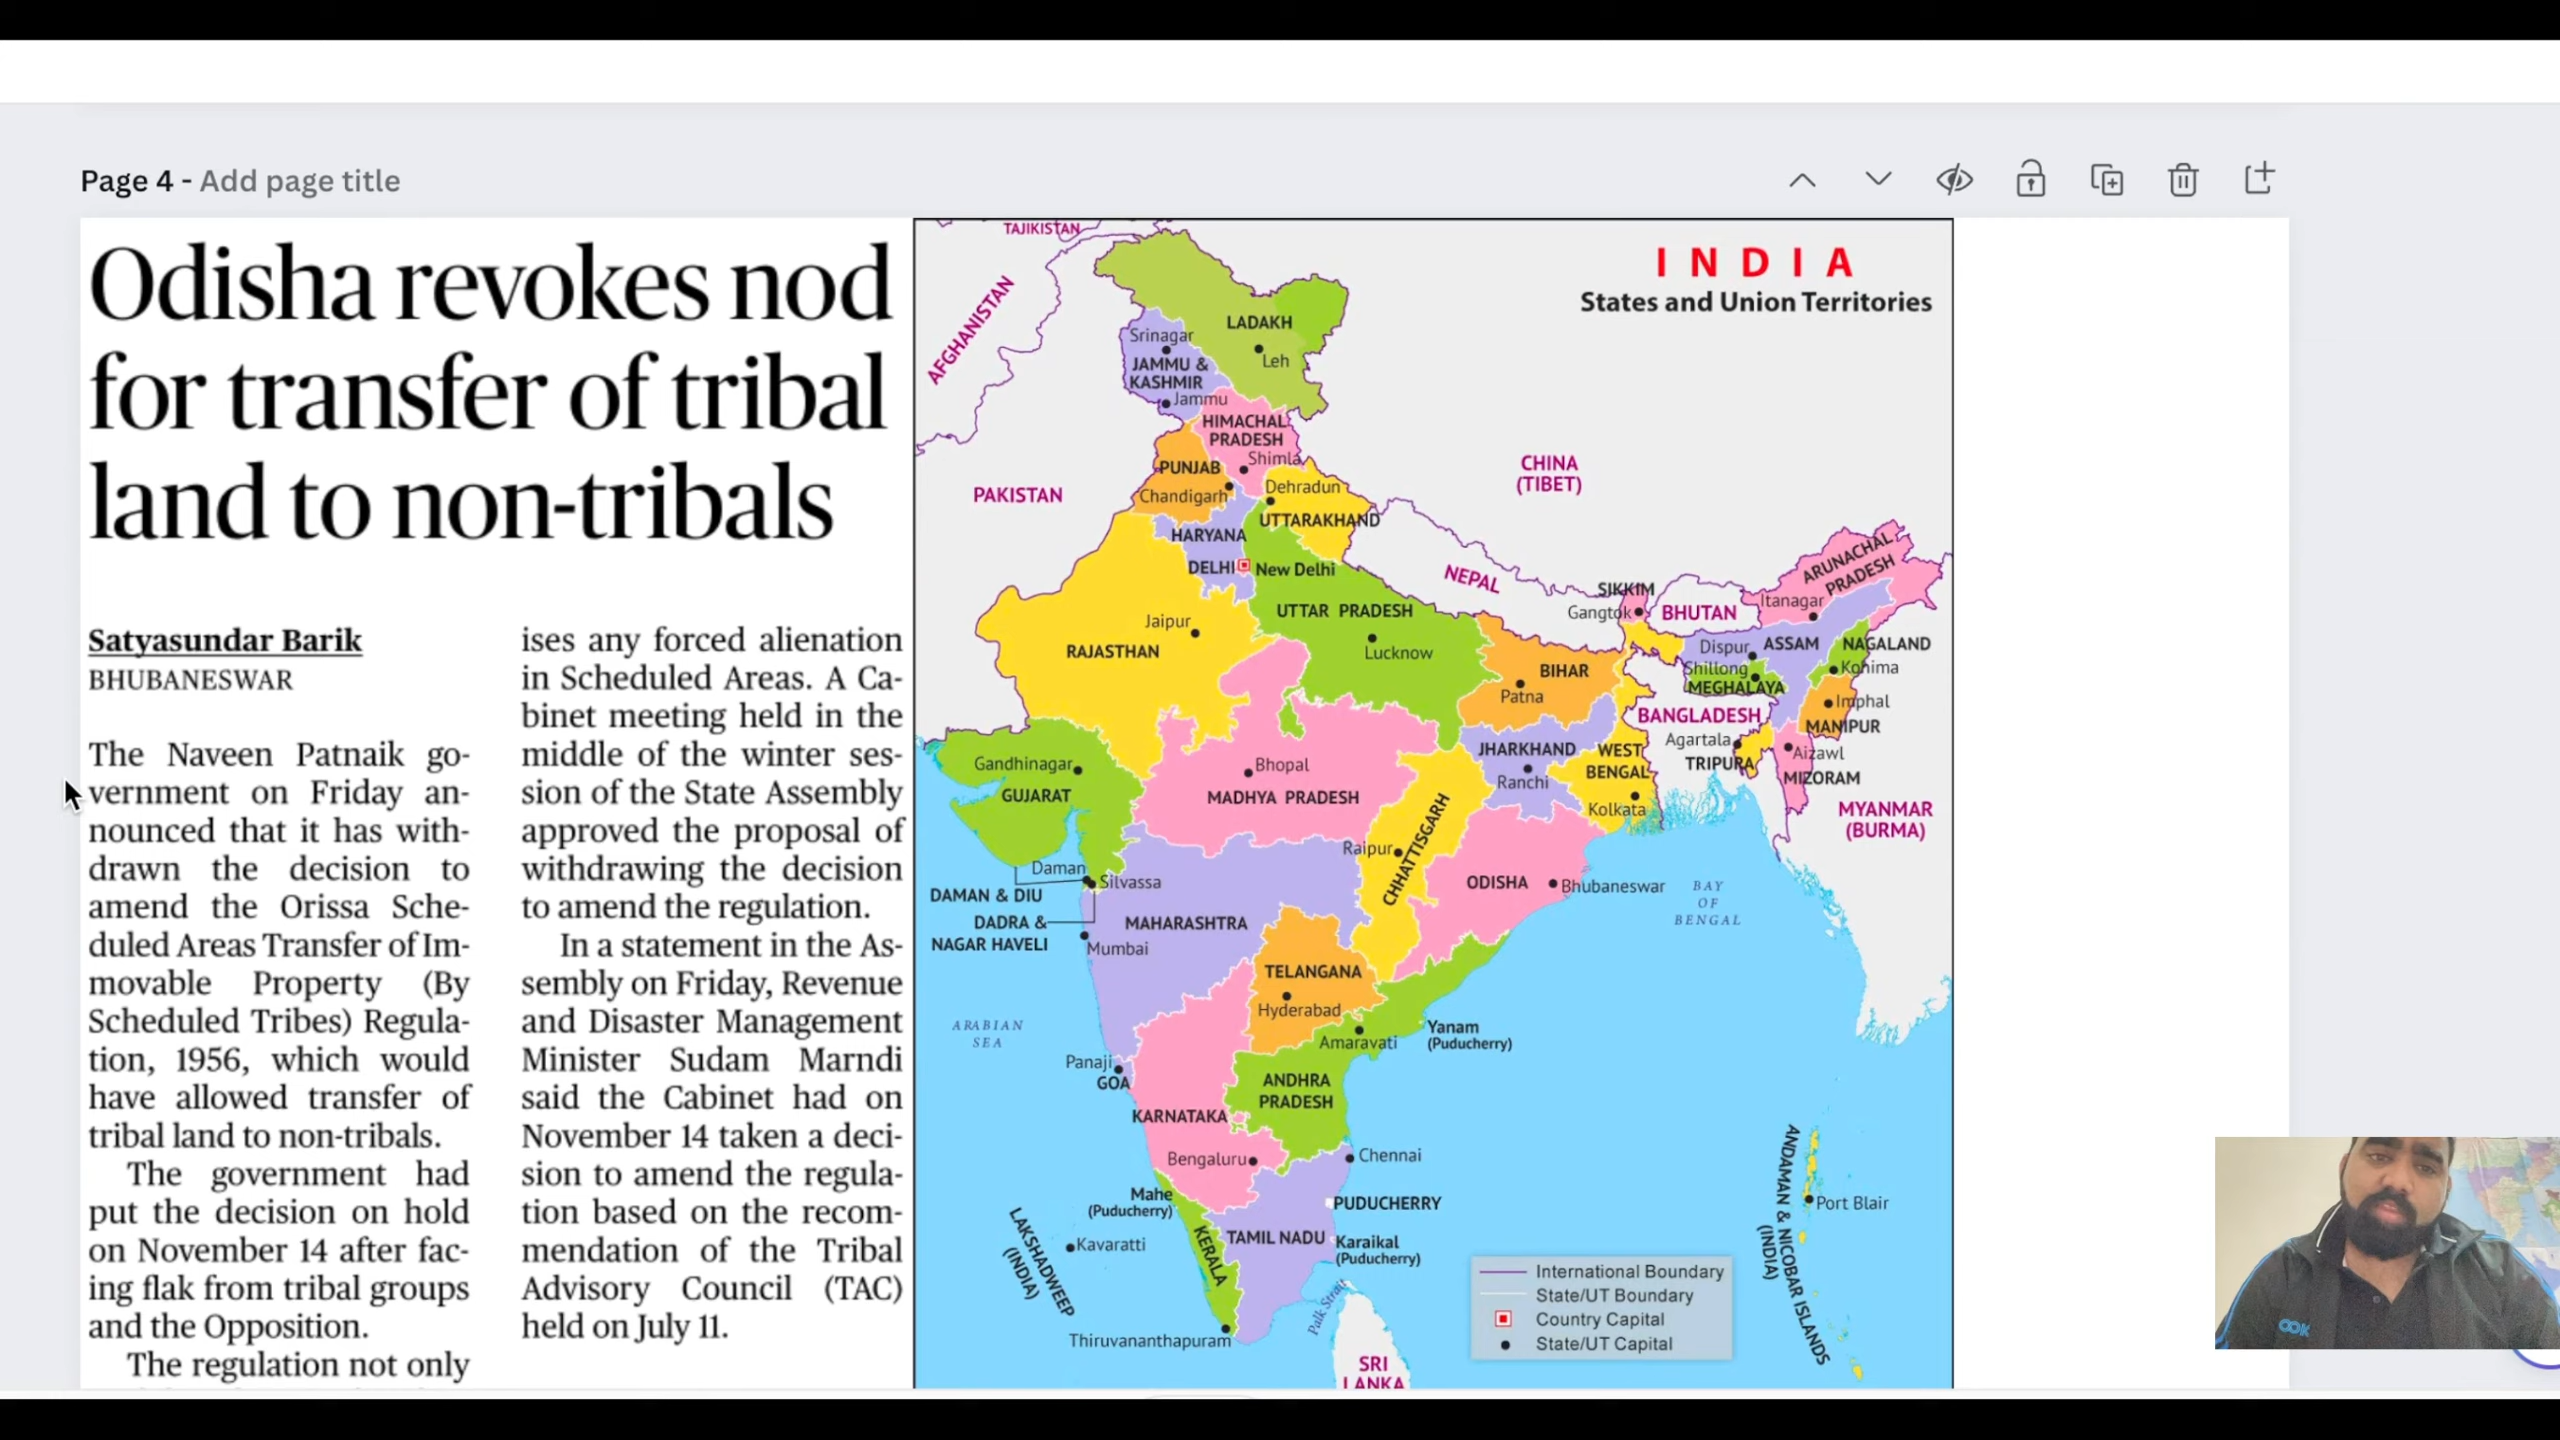 Page 4 - Add page title
Odisha revokes nod
for transfer of tribal
land to non-tribals
Satyasundar Barik
BHUBANESWAR
The Naveen Patnaik go-
vernment on Friday an-
nounced that it has with-
drawn the decision to
amend the Orissa Sche-
duled Areas Transfer of Im-
movable Property (By
Scheduled Tribes) Regula-
tion, 1956, which would
have allowed transfer of
tribal land to non-tribals.
The government had
put the decision on hold
on November 14 after fac-
ing flak from tribal groups
and the Opposition.
The regulation not only
ises any forced alienation
in Scheduled Areas. A Ca-
binet meeting held in the
middle of the winter ses-
sion of the State Assembly
approved the proposal of
withdrawing the decision
to amend the regulation.
In a statement in the As-
sembly on Friday, Revenue
and Disaster Management
Minister Sudam Marndi
said the Cabinet had on
November 14 taken a deci-
sion to amend the regula-
tion based on the recom-
mendation of the Tribal
Advisory Council (TAC)
held on July 11.
INDIA
States and Union Territories
TAJIKISTAN
AFGHANISTAN
PAKISTAN
CHINA
(TIBET)
NEPAL
BHUTAN
BANGLADESH
MYANMAR
(BURMA)
SRI
LANKA
LADAKH
Leh
Srinagar
JAMMU &
KASHMIR
Jammu
HIMACHAL
PRADESH
Shimla
PUNJAB
Chandigarh
Dehradun
UTTARAKHAND
HARYANA
DELHI
New Delhi
UTTAR PRADESH
Lucknow
Jaipur
RAJASTHAN
BIHAR
Patna
SIKKIM
Gangtok
ARUNACHAL
PRADESH
Itanagar
Dispur
ASSAM
NAGALAND
Kohima
Shillong
MEGHALAYA
Imphal
MANIPUR
Agartala
TRIPURA
Aizawl
MIZORAM
JHARKHAND
Ranchi
WEST
BENGAL
Kolkata
Gandhinagar
GUJARAT
Bhopal
MADHYA PRADESH
CHHATTISGARH
Raipur
ODISHA
Bhubaneswar
BAY
OF
BENGAL
Daman
Silvassa
DAMAN & DIU
DADRA &
NAGAR HAVELI
MAHARASHTRA
Mumbai
TELANGANA
Hyderabad
Amaravati
Yanam
(Puducherry)
ARABIAN
SEA
Panaji
GOA
KARNATAKA
ANDHRA
PRADESH
Bengaluru
Chennai
Mahe
(Puducherry)
PUDUCHERRY
KERALA
TAMIL NADU
Karaikal
(Puducherry)
LAKSHADWEEP
(INDIA)
Kavaratti
Thiruvananthapuram
Palk Strait
ANDAMAN & NICOBAR ISLANDS
(INDIA)
Port Blair
International Boundary
State/UT Boundary
Country Capital
State/UT Capital